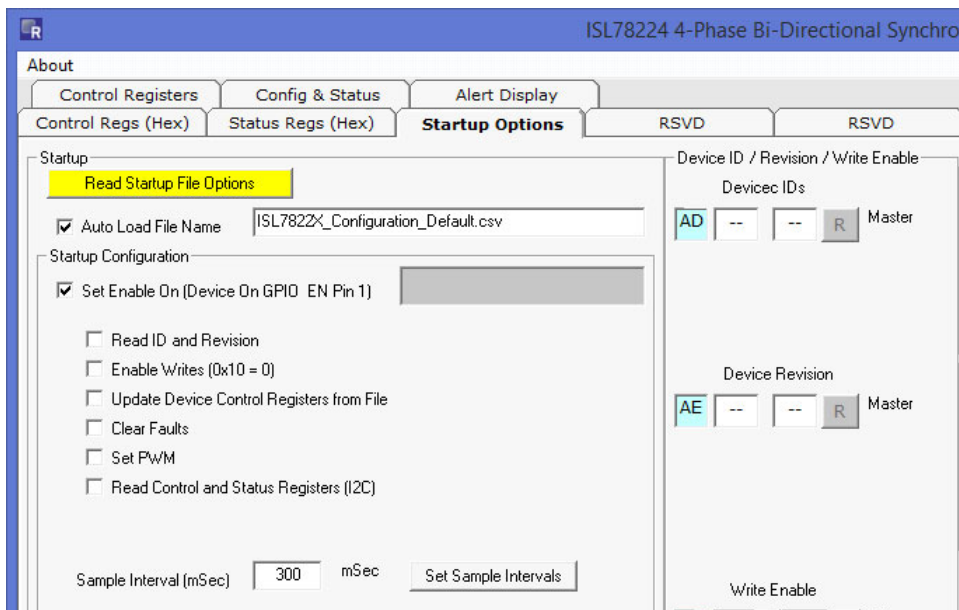 R
ISL78224 4-Phase Bi-Directional Synchro
About
Control Registers Config & Status Alert Display
Control Regs (Hex) Status Regs (Hex) Startup Options RSVD RSVD
Startup
Read Startup File Options
Auto Load File Name ISL7822X_Configuration_Default.csv
Startup Configuration
Set Enable On (Device On GPIO EN Pin 1)
Read ID and Revision
Enable Writes (0x10 = 0)
Update Device Control Registers from File
Clear Faults
Set PWM
Read Control and Status Registers (I2C)
Sample Interval (mSec) 300 mSec Set Sample Intervals
Device ID / Revision / Write Enable
Devicec IDs
AD -- -- R Master
Device Revision
AE -- -- R Master
Write Enable